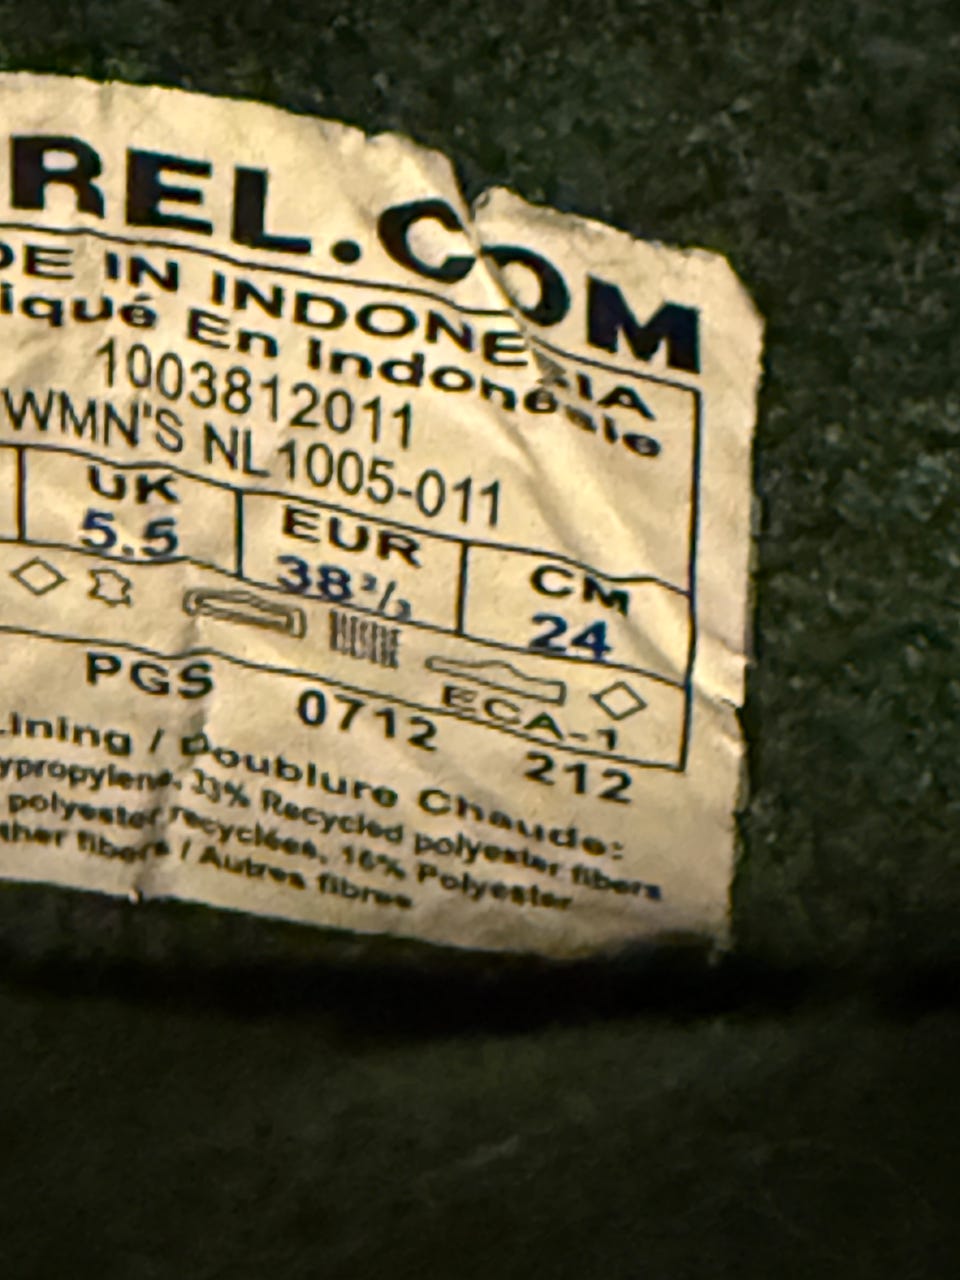 REL.COM
DE IN INDONESIA
iqué En Indonésie
1003812011
WMN'S NL1005-011
UK EUR CM
5.5 38²/₃ 24
ECA-1
PGS 0712 212
Lining / Doublure Chaude:
ypropylene, 33% Recycled polyester fibers
polyester recyclées, 16% Polyester
ther fibers / Autres fibres